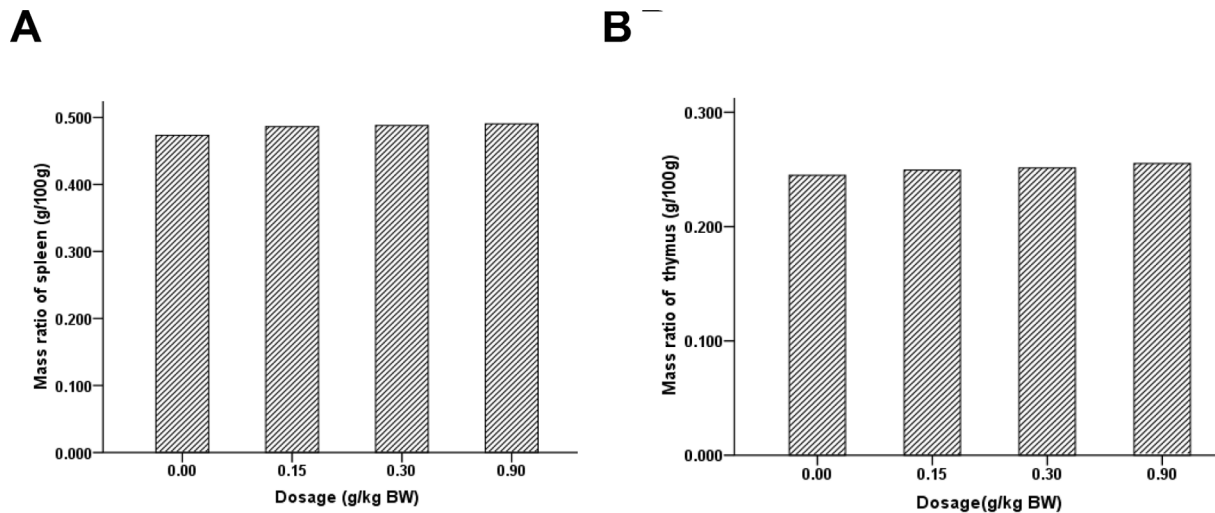 A
Mass ratio of spleen (g/100g)
0.500
0.400
0.300
0.200
0.100
0.000
0.00 0.15 0.30 0.90
Dosage (g/kg BW)
B
Mass ratio of thymus (g/100g)
0.300
0.200
0.100
0.000
0.00 0.15 0.30 0.90
Dosage(g/kg BW)